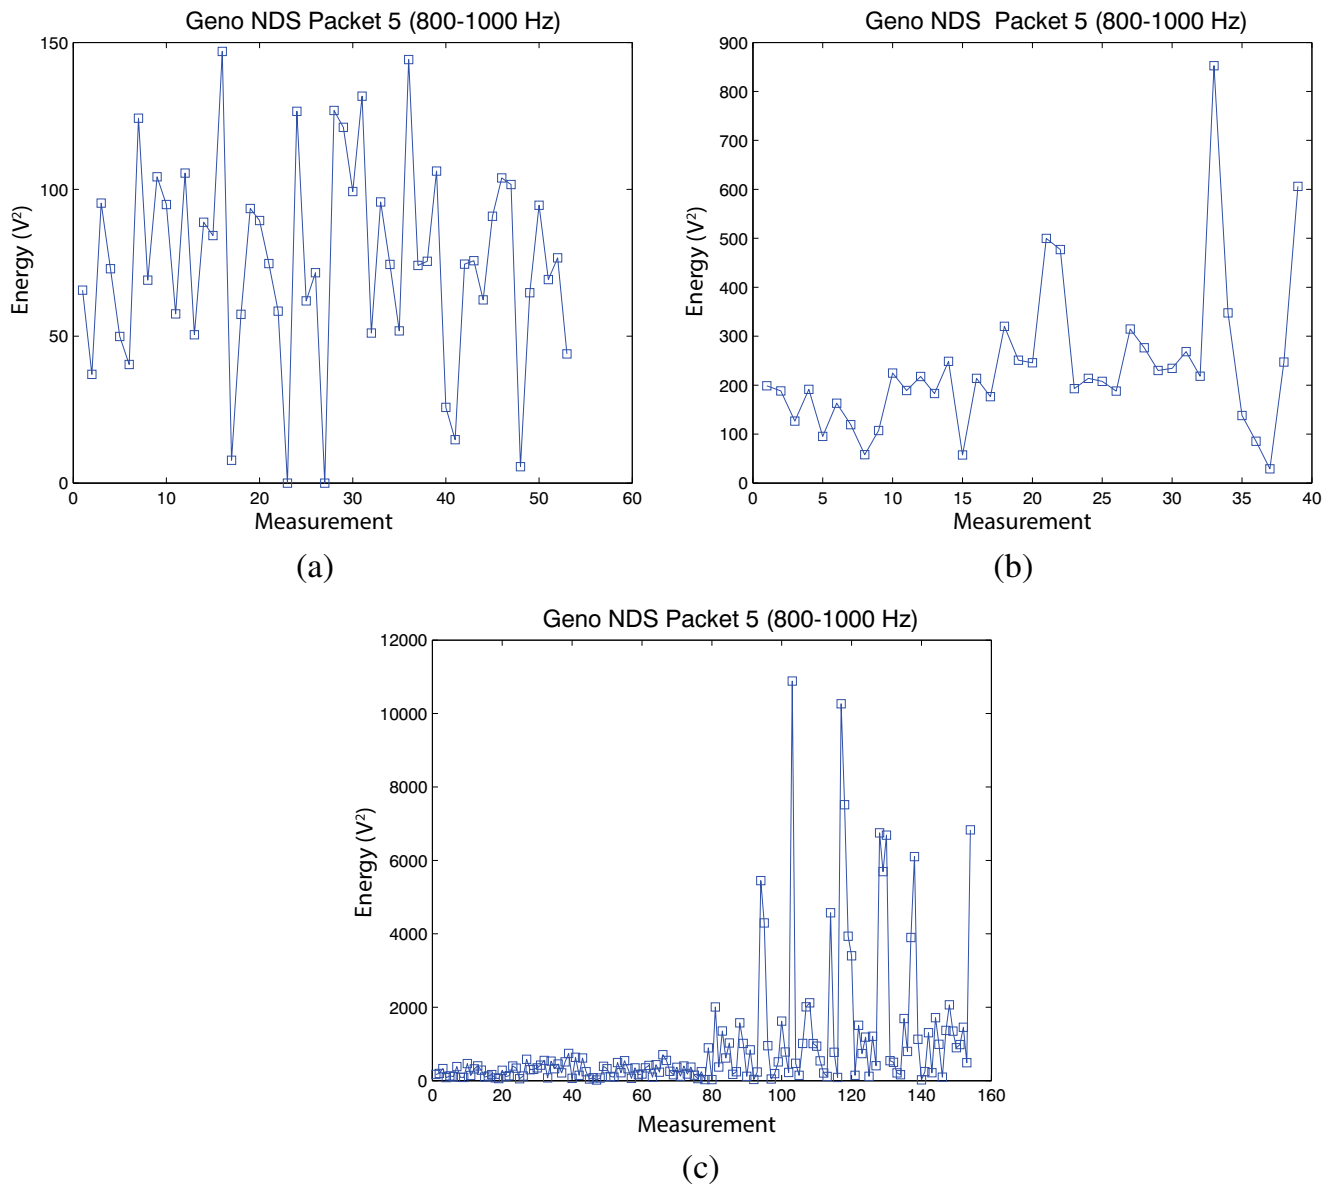 Geno NDS Packet 5 (800-1000 Hz)
150
100
50
0
Energy (V²)
0 10 20 30 40 50 60
Measurement
(a)
Geno NDS Packet 5 (800-1000 Hz)
900
800
700
600
500
400
300
200
100
0
Energy (V²)
0 5 10 15 20 25 30 35 40
Measurement
(b)
Geno NDS Packet 5 (800-1000 Hz)
12000
10000
8000
6000
4000
2000
0
Energy (V²)
0 20 40 60 80 100 120 140 160
Measurement
(c)